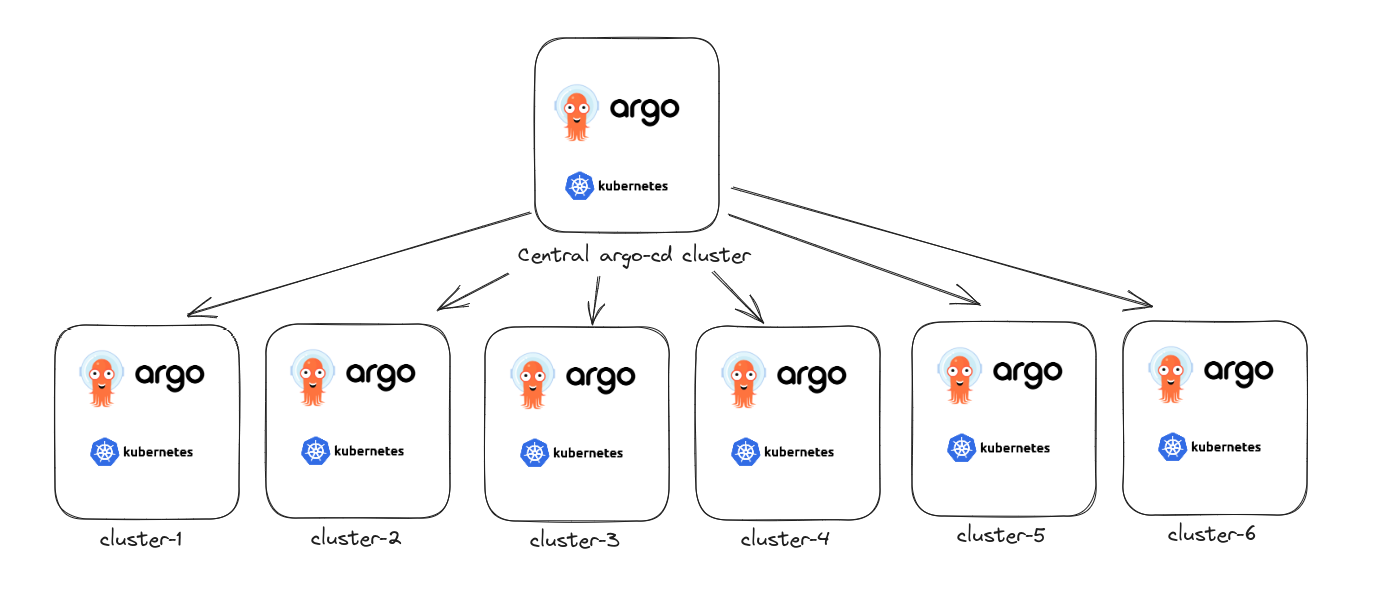 argo
kubernetes
Central argo-cd cluster
argo
kubernetes
cluster-1
argo
kubernetes
cluster-2
argo
kubernetes
cluster-3
argo
kubernetes
cluster-4
argo
kubernetes
cluster-5
argo
kubernetes
cluster-6